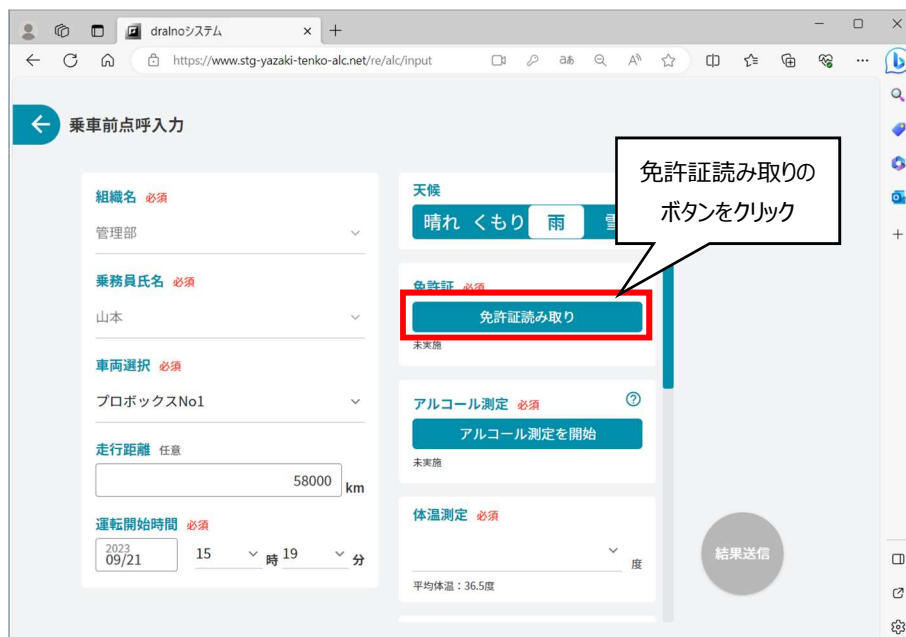 dralnoシステム
https://www.stg-yazaki-tenko-alc.net/re/alc/input
乗車前点呼入力
組織名 必須
管理部
乗務員氏名 必須
山本
車両選択 必須
プロボックスNo1
走行距離 任意
58000 km
運転開始時間 必須
2023
09/21 15 時 19 分
天候
晴れ くもり 雨
免許証読み取りの
ボタンをクリック
免許証 必須
免許証読み取り
未実施
アルコール測定 必須
アルコール測定を開始
未実施
体温測定 必須
度
平均体温：36.5度
結果送信